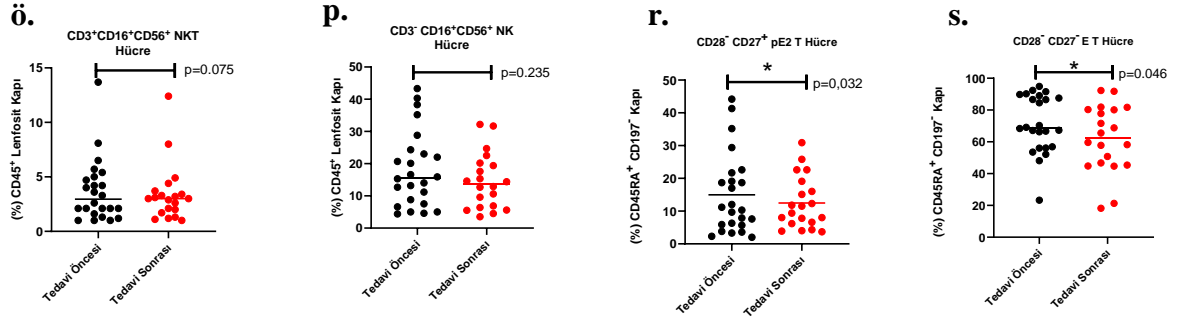 ö.
CD3⁺CD16⁺CD56⁺ NKT
Hücre
p=0.075
(%) CD45⁺ Lenfosit Kapı
15
10
5
0
Tedavi Öncesi
Tedavi Sonrası
p.
CD3⁻ CD16⁺CD56⁺ NK
Hücre
p=0.235
(%) CD45⁺ Lenfosit Kapı
50
40
30
20
10
0
Tedavi Öncesi
Tedavi Sonrası
r.
CD28⁻ CD27⁺ pE2 T Hücre
*
p=0,032
(%) CD45RA⁺ CD197⁻ Kapı
50
40
30
20
10
0
Tedavi Öncesi
Tedavi Sonrası
s.
CD28⁻ CD27⁻ E T Hücre
*
p=0.046
(%) CD45RA⁺ CD197⁻ Kapı
100
80
60
40
20
0
Tedavi Öncesi
Tedavi Sonrası